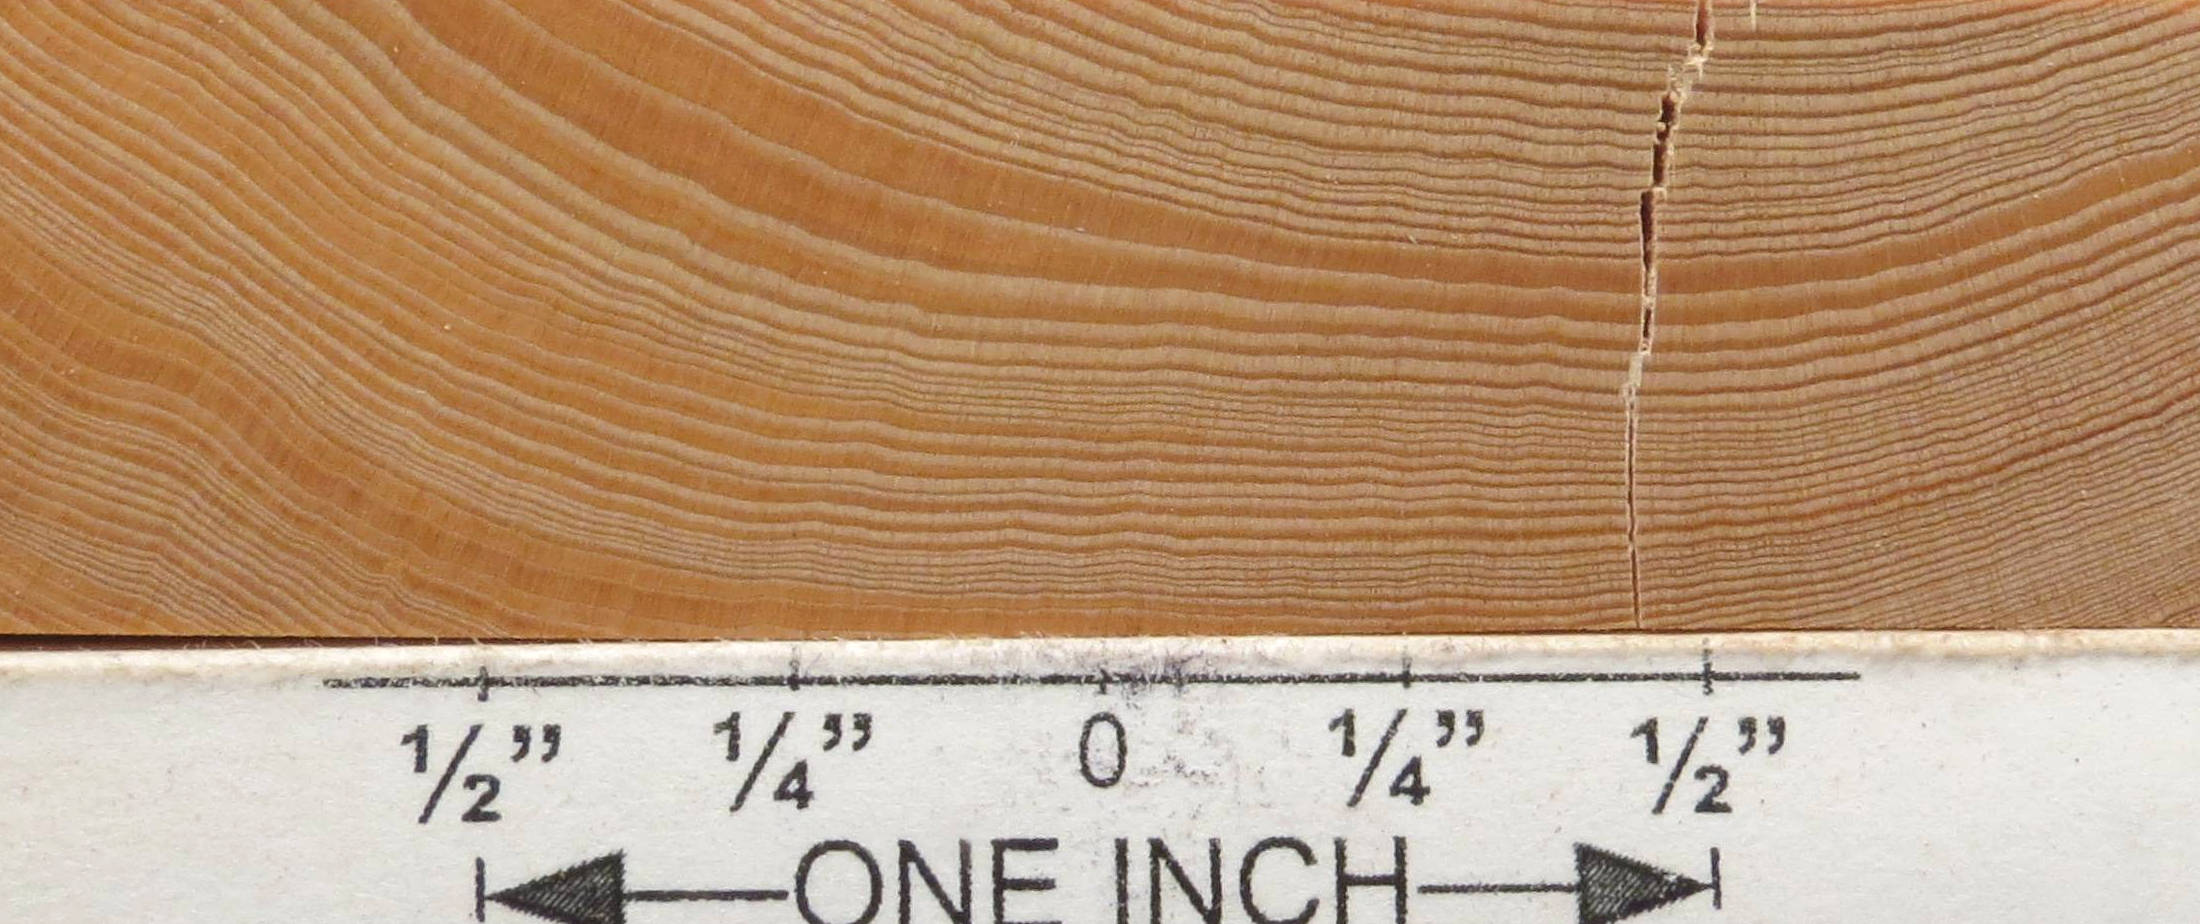 1/2” 1/4” 0 1/4” 1/2”
ONE INCH